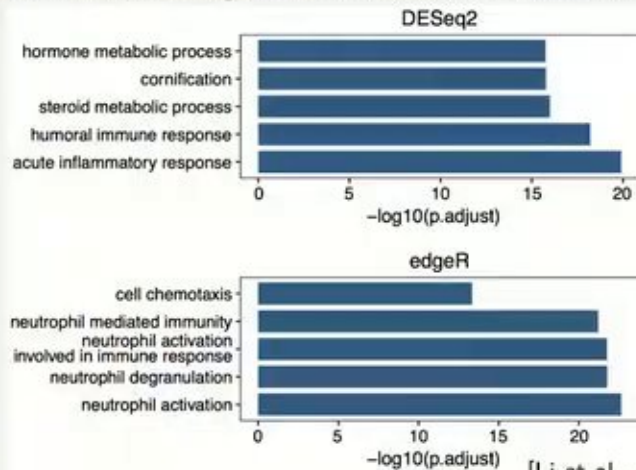 DESeq2
hormone metabolic process
cornification
steroid metabolic process
humoral immune response
acute inflammatory response
0 5 10 15 20
-log10(p.adjust)
edgeR
cell chemotaxis
neutrophil mediated immunity
neutrophil activation
involved in immune response
neutrophil degranulation
neutrophil activation
0 5 10 15 20
-log10(p.adjust)